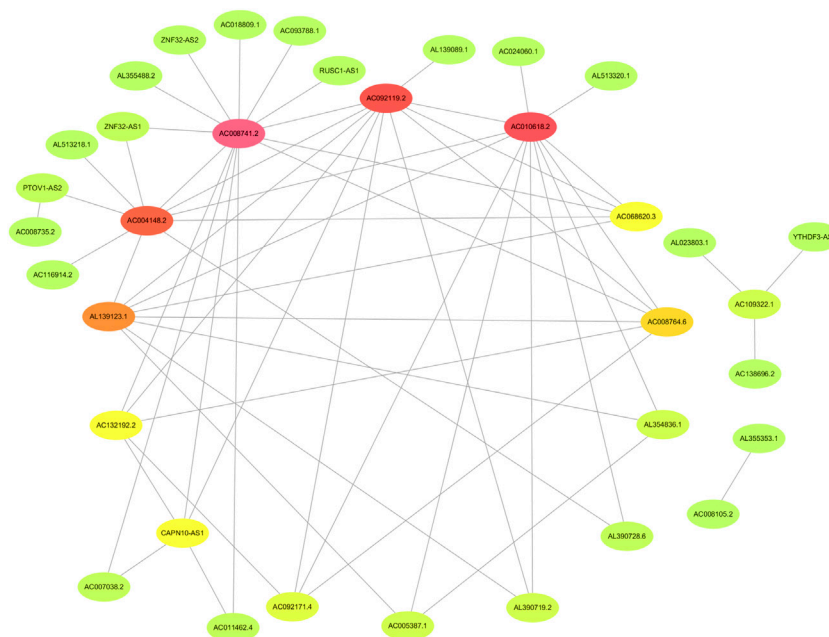 AC018809.1
ZNF32-AS2
AC093788.1
AL139089.1
AC024060.1
AL355488.2
RUSC1-AS1
AL513320.1
AC092119.2
ZNF32-AS1
AC008741.2
AC010618.2
AL513218.1
PTOV1-AS2
AC004148.2
AC068620.3
AC008735.2
YTHDF3-AS
AL023803.1
AC116914.2
AC109322.1
AL139123.1
AC008764.6
AC138696.2
AC132192.2
AL354836.1
AL355353.1
AC008105.2
CAPN10-AS1
AL390728.6
AC007038.2
AC092171.4
AL390719.2
AC011462.4
AC005387.1